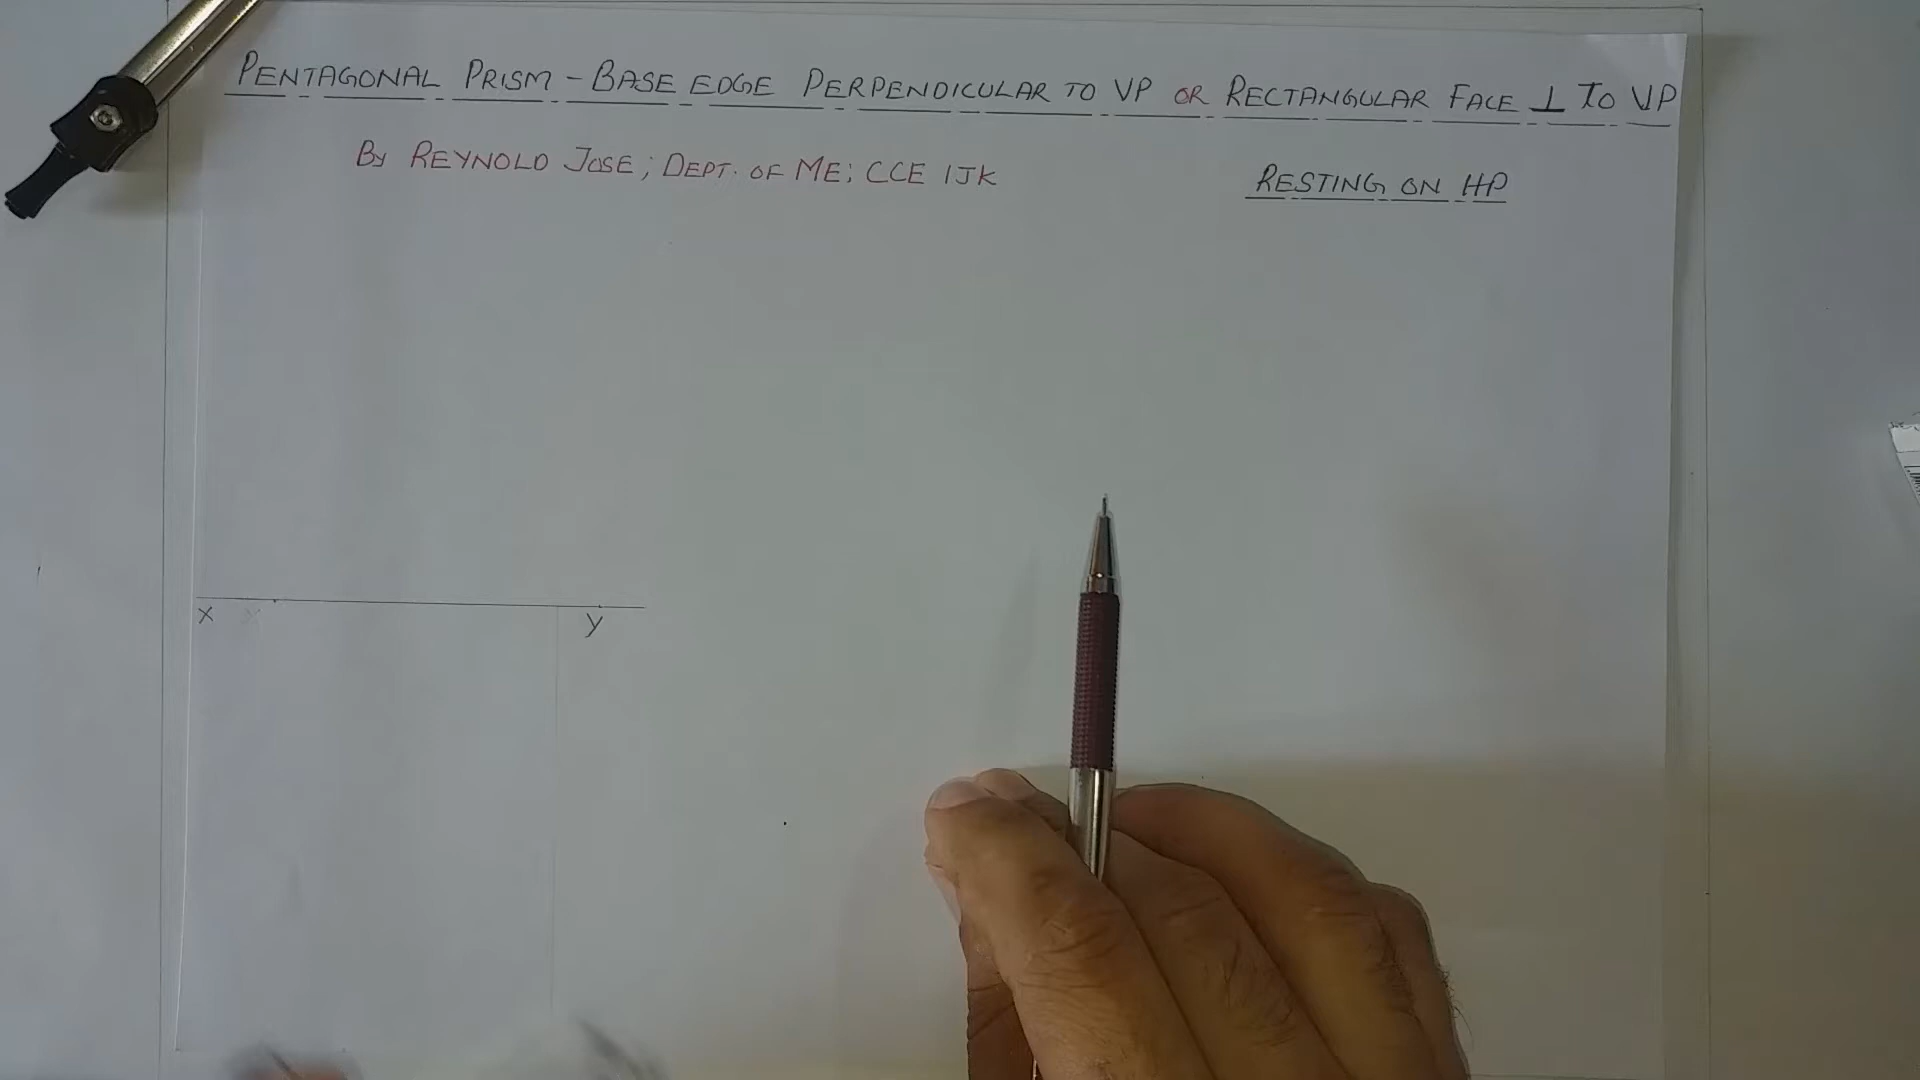 PENTAGONAL PRISM - BASE EDGE PERPENDICULAR TO VP OR RECTANGULAR FACE ⊥ TO VP
By REYNOLD JOSE; DEPT. OF ME; CCE IJK
RESTING ON HP
X
Y